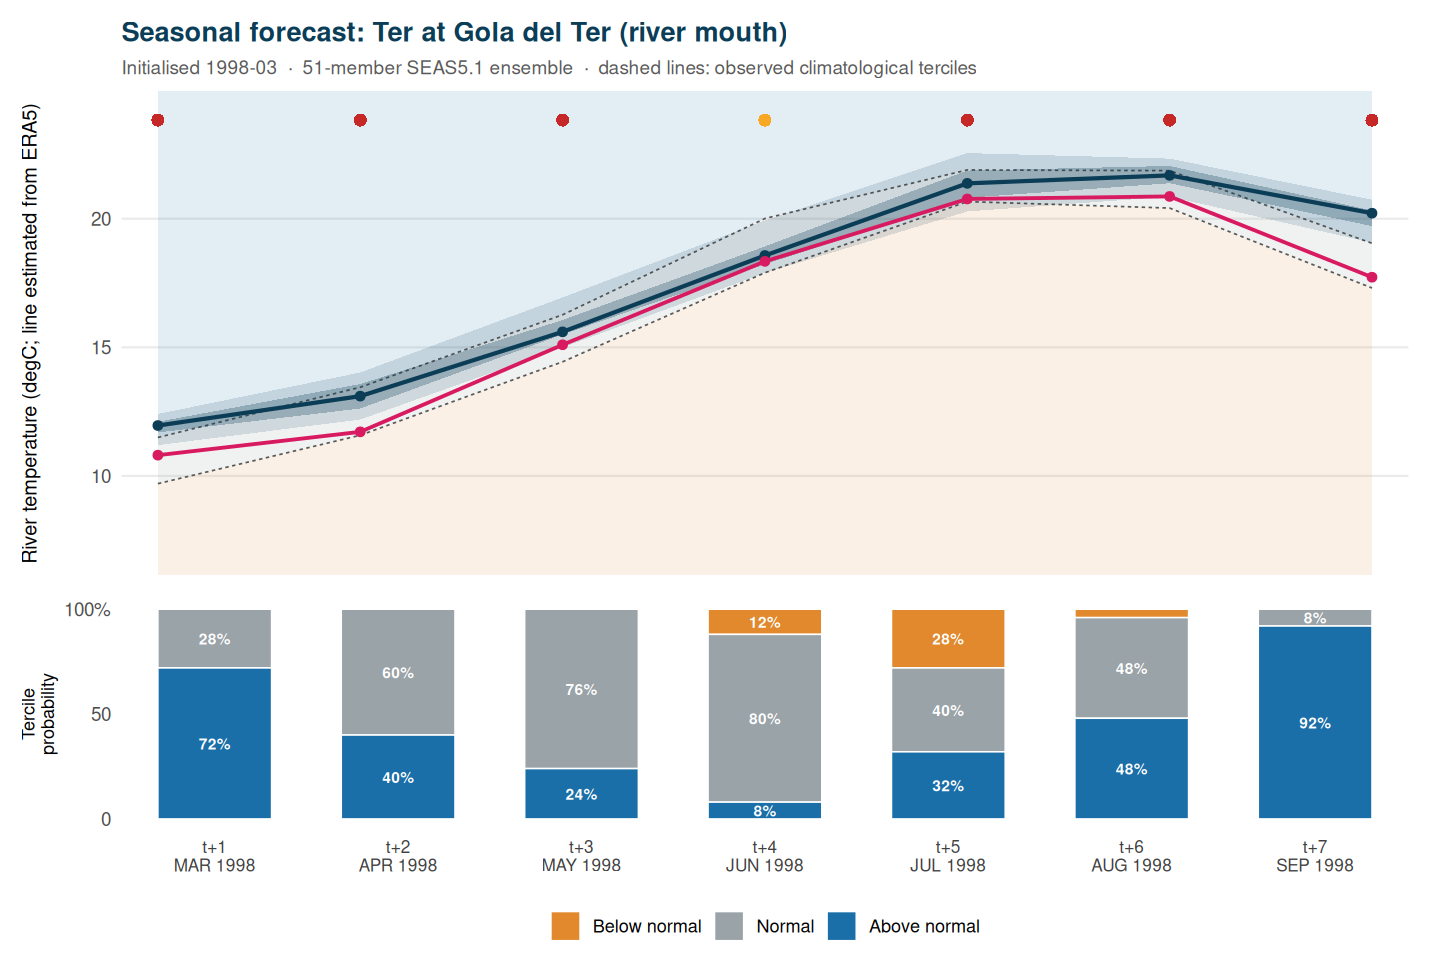 Seasonal forecast: Ter at Gola del Ter (river mouth)
Initialised 1998-03 · 51-member SEAS5.1 ensemble · dashed lines: observed climatological terciles
River temperature (degC; line estimated from ERA5)
20
15
10
Tercile
probability
100%
50
0
28%
72%
60%
40%
76%
24%
12%
80%
8%
28%
40%
32%
48%
48%
8%
92%
t+1
MAR 1998
t+2
APR 1998
t+3
MAY 1998
t+4
JUN 1998
t+5
JUL 1998
t+6
AUG 1998
t+7
SEP 1998
Below normal
Normal
Above normal